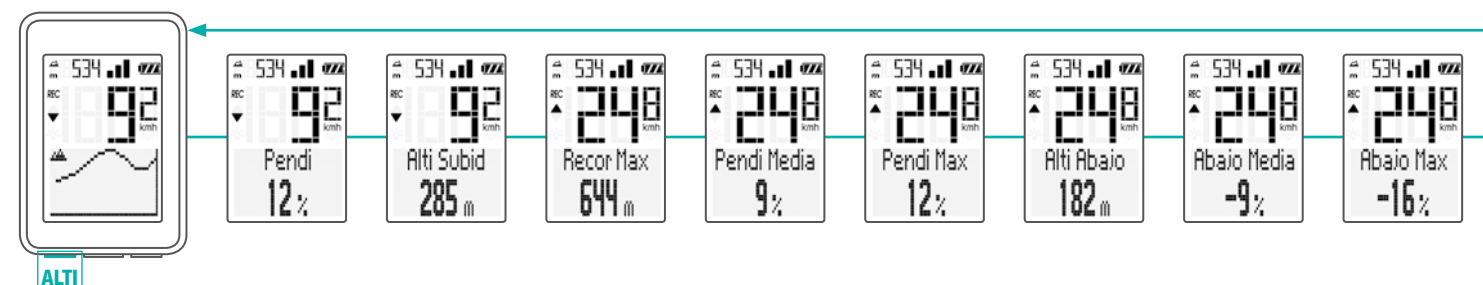 m 534
REC
92
kmh
ALTI
m 534
REC
92
kmh
Pendi
12 %
m 534
REC
92
kmh
Alti Subid
285 m
m 534
REC
248
kmh
Recor Max
644 m
m 534
REC
248
kmh
Pendi Media
9 %
m 534
REC
248
kmh
Pendi Max
12 %
m 534
REC
248
kmh
Alti Abajo
182 m
m 534
REC
248
kmh
Abajo Media
-9 %
m 534
REC
248
kmh
Abajo Max
-16 %